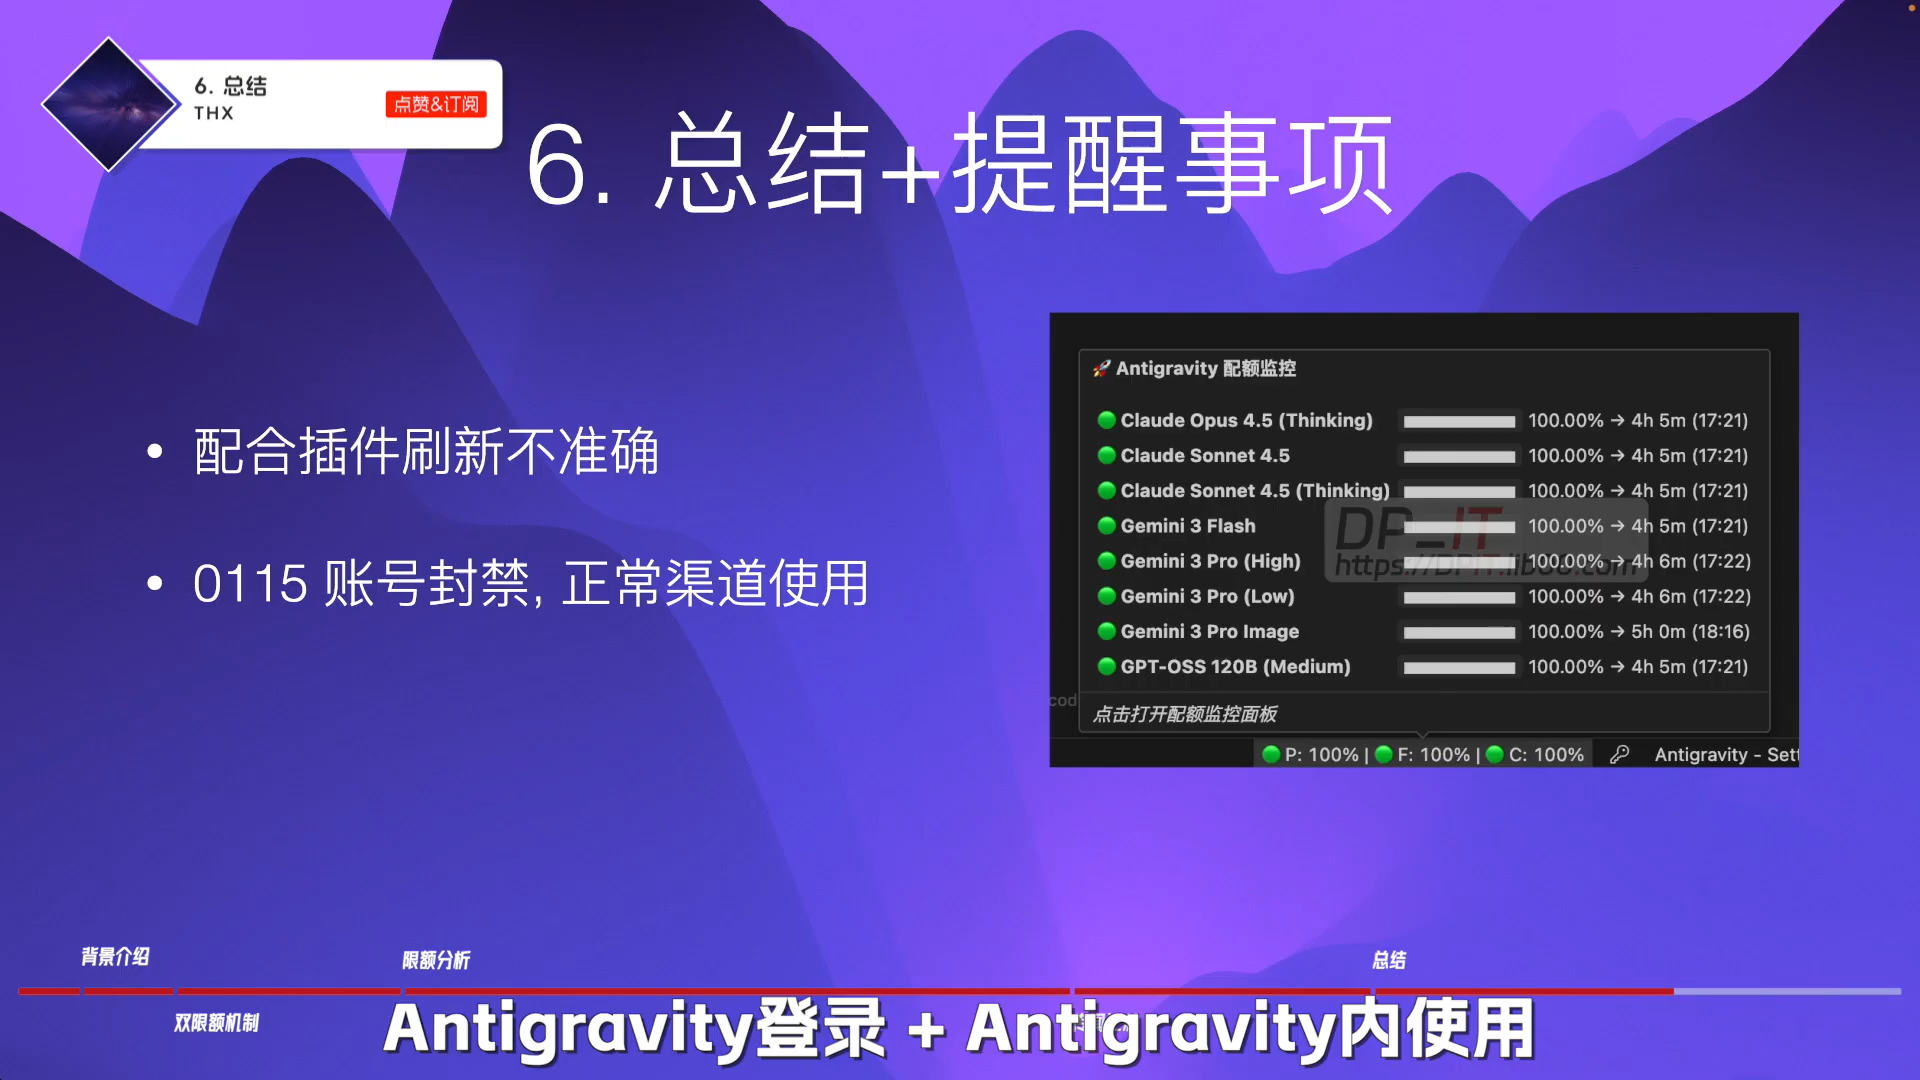 6. 总结
THX
点赞&订阅
6. 总结+提醒事项
• 配合插件刷新不准确
• 0115 账号封禁, 正常渠道使用
🚀 Antigravity 配额监控
Claude Opus 4.5 (Thinking) 100.00% → 4h 5m (17:21)
Claude Sonnet 4.5 100.00% → 4h 5m (17:21)
Claude Sonnet 4.5 (Thinking) 100.00% → 4h 5m (17:21)
Gemini 3 Flash 100.00% → 4h 5m (17:21)
Gemini 3 Pro (High) 100.00% → 4h 6m (17:22)
Gemini 3 Pro (Low) 100.00% → 4h 6m (17:22)
Gemini 3 Pro Image 100.00% → 5h 0m (18:16)
GPT-OSS 120B (Medium) 100.00% → 4h 5m (17:21)
DP_IT
cod
点击打开配额监控面板
P: 100% | F: 100% | C: 100% Antigravity - Sett
背景介绍
限额分析
总结
双限额机制
Antigravity登录 + Antigravity内使用